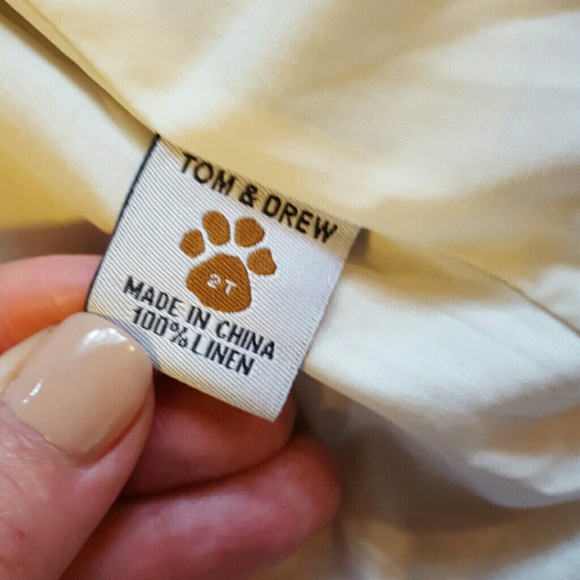 TOM & DREW
2T
MADE IN CHINA
100% LINEN